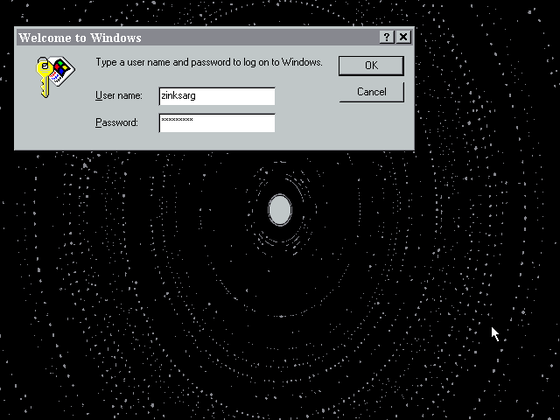 Welcome to Windows
Type a user name and password to log on to Windows.
OK
User name: zinksarg
Cancel
Password: *********